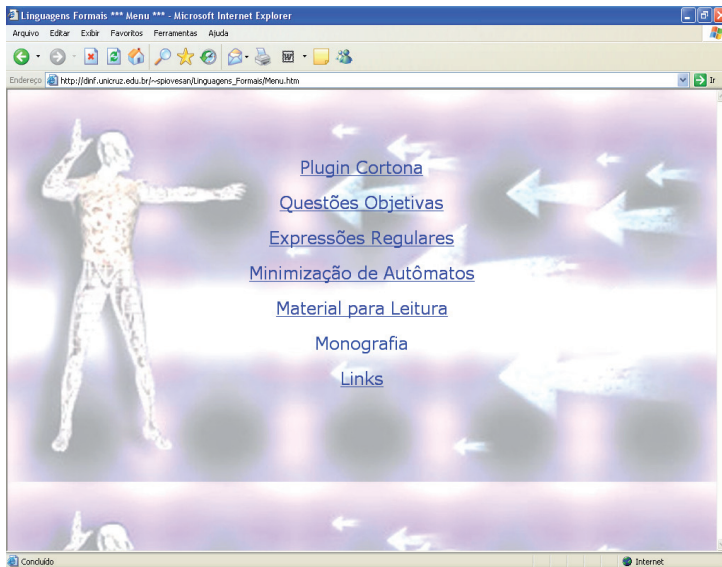 Linguagens Formais *** Menu *** - Microsoft Internet Explorer
Arquivo Editar Exibir Favoritos Ferramentas Ajuda
Endereço http://dinf.unicruz.edu.br/~spiovesan/Linguagens_Formais/Menu.htm Ir
Plugin Cortona
Questões Objetivas
Expressões Regulares
Minimização de Autômatos
Material para Leitura
Monografia
Links
Concluído Internet